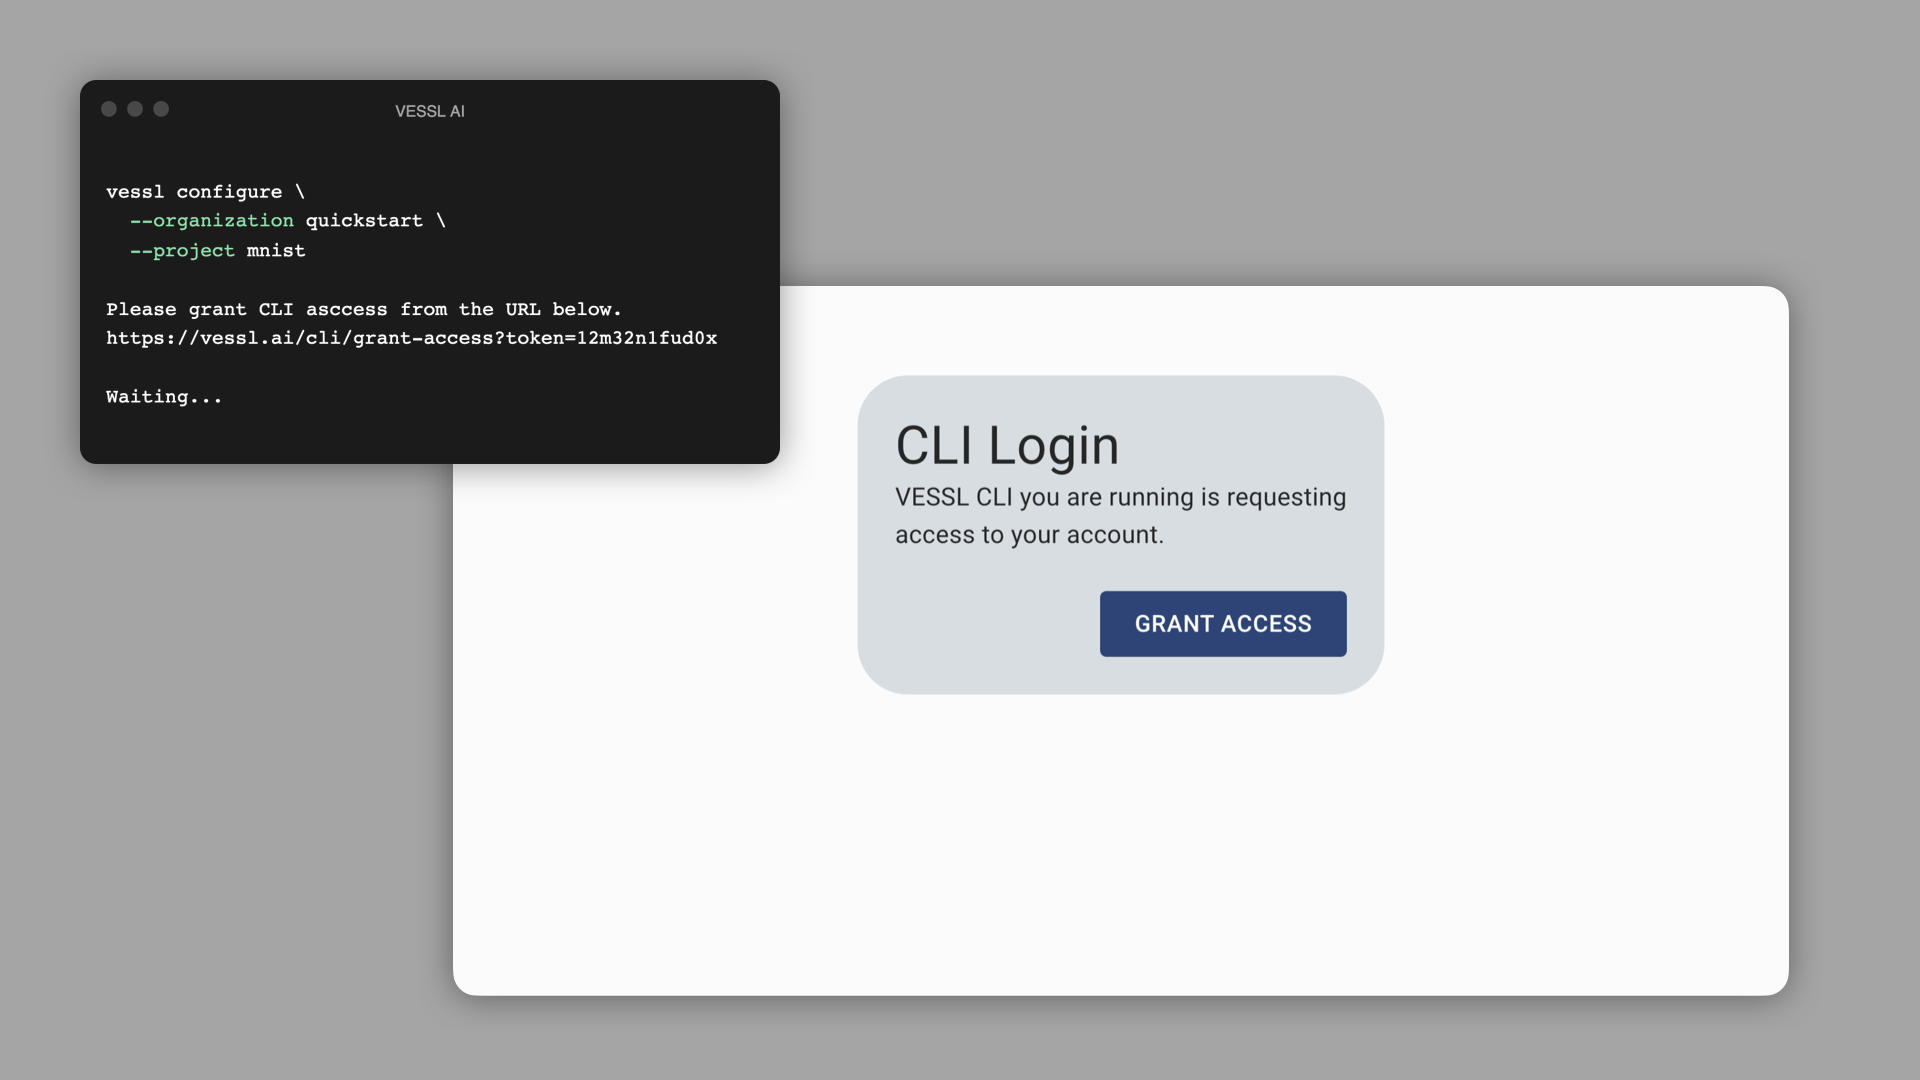 VESSL AI
vessl configure \
--organization quickstart \
--project mnist
Please grant CLI asccess from the URL below.
https://vessl.ai/cli/grant-access?token=12m32n1fud0x
Waiting...
CLI Login
VESSL CLI you are running is requesting
access to your account.
GRANT ACCESS